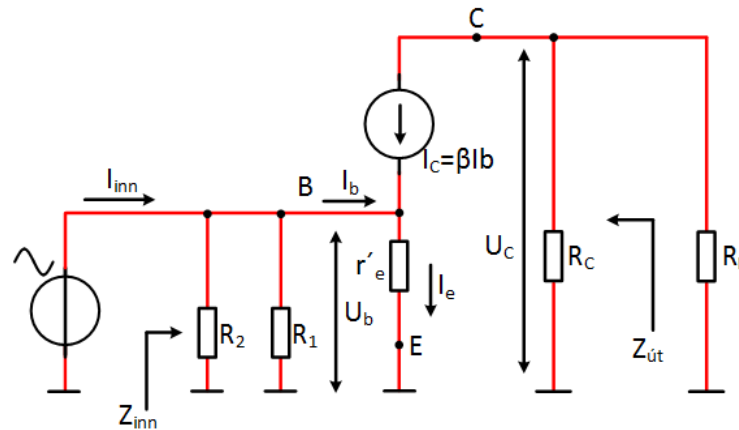 C
I_C=βIb
I_inn
B
I_b
U_C
R_C
R
r´_e
I_e
U_b
R_2
R_1
E
Z_út
Z_inn